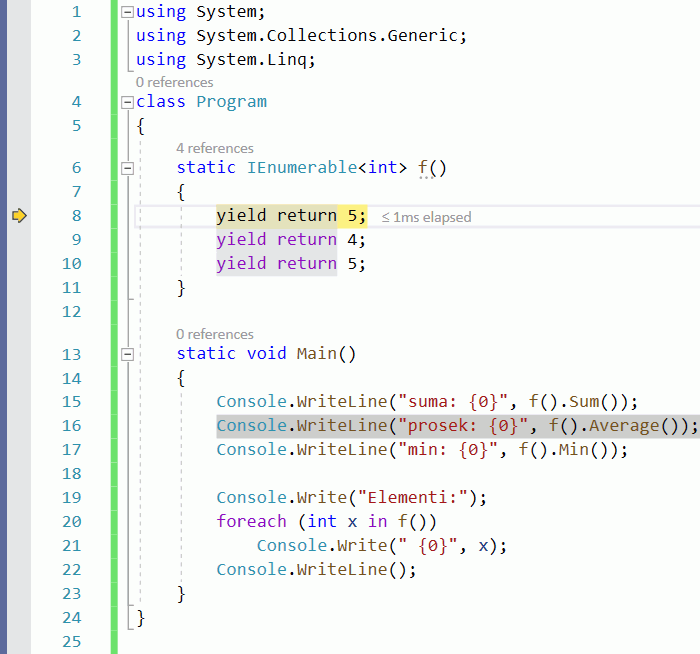 1 using System;
2 using System.Collections.Generic;
3 using System.Linq;
0 references
4 class Program
5 {
4 references
6 static IEnumerable<int> f()
7 {
8 yield return 5; ≤ 1ms elapsed
9 yield return 4;
10 yield return 5;
11 }
12
0 references
13 static void Main()
14 {
15 Console.WriteLine("suma: {0}", f().Sum());
16 Console.WriteLine("prosek: {0}", f().Average());
17 Console.WriteLine("min: {0}", f().Min());
18
19 Console.Write("Elementi:");
20 foreach (int x in f())
21 Console.Write(" {0}", x);
22 Console.WriteLine();
23 }
24 }
25